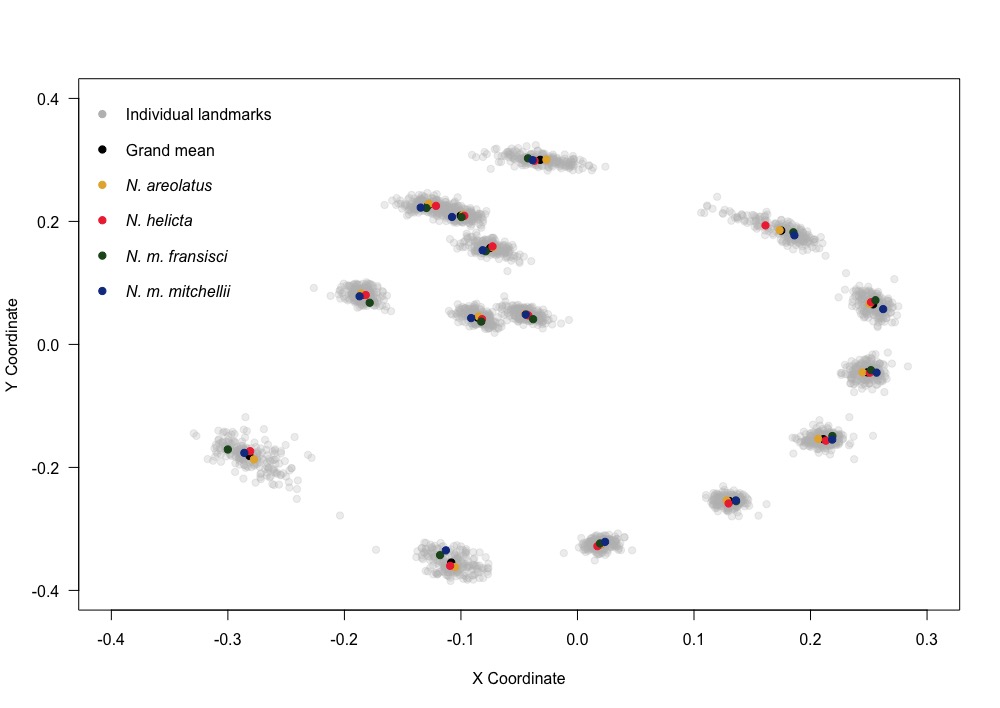 Individual landmarks
Grand mean
N. areolatus
N. helicta
N. m. fransisci
N. m. mitchellii
0.4
0.2
0.0
-0.2
-0.4
Y Coordinate
-0.4 -0.3 -0.2 -0.1 0.0 0.1 0.2 0.3
X Coordinate